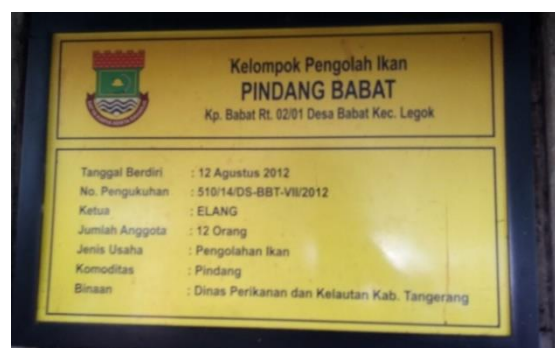 Kelompok Pengolah Ikan
PINDANG BABAT
Kp. Babat Rt. 02/01 Desa Babat Kec. Legok
Tanggal Berdiri : 12 Agustus 2012
No. Pengukuhan : 510/14/DS-BBT-VII/2012
Ketua : ELANG
Jumlah Anggota : 12 Orang
Jenis Usaha : Pengolahan Ikan
Komoditas : Pindang
Binaan : Dinas Perikanan dan Kelautan Kab. Tangerang